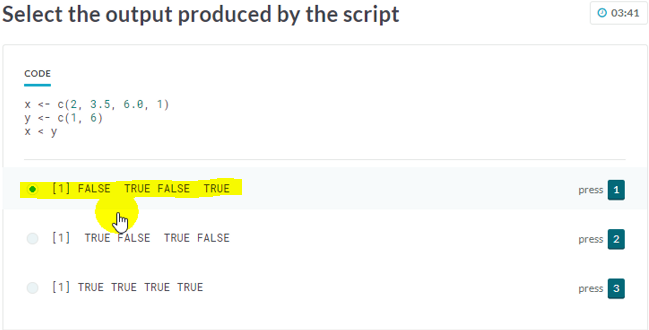 Select the output produced by the script
03:41
CODE
x <- c(2, 3.5, 6.0, 1)
y <- c(1, 6)
x < y
[1] FALSE  TRUE FALSE  TRUE
press 1
[1]  TRUE FALSE  TRUE FALSE
press 2
[1] TRUE TRUE TRUE TRUE
press 3